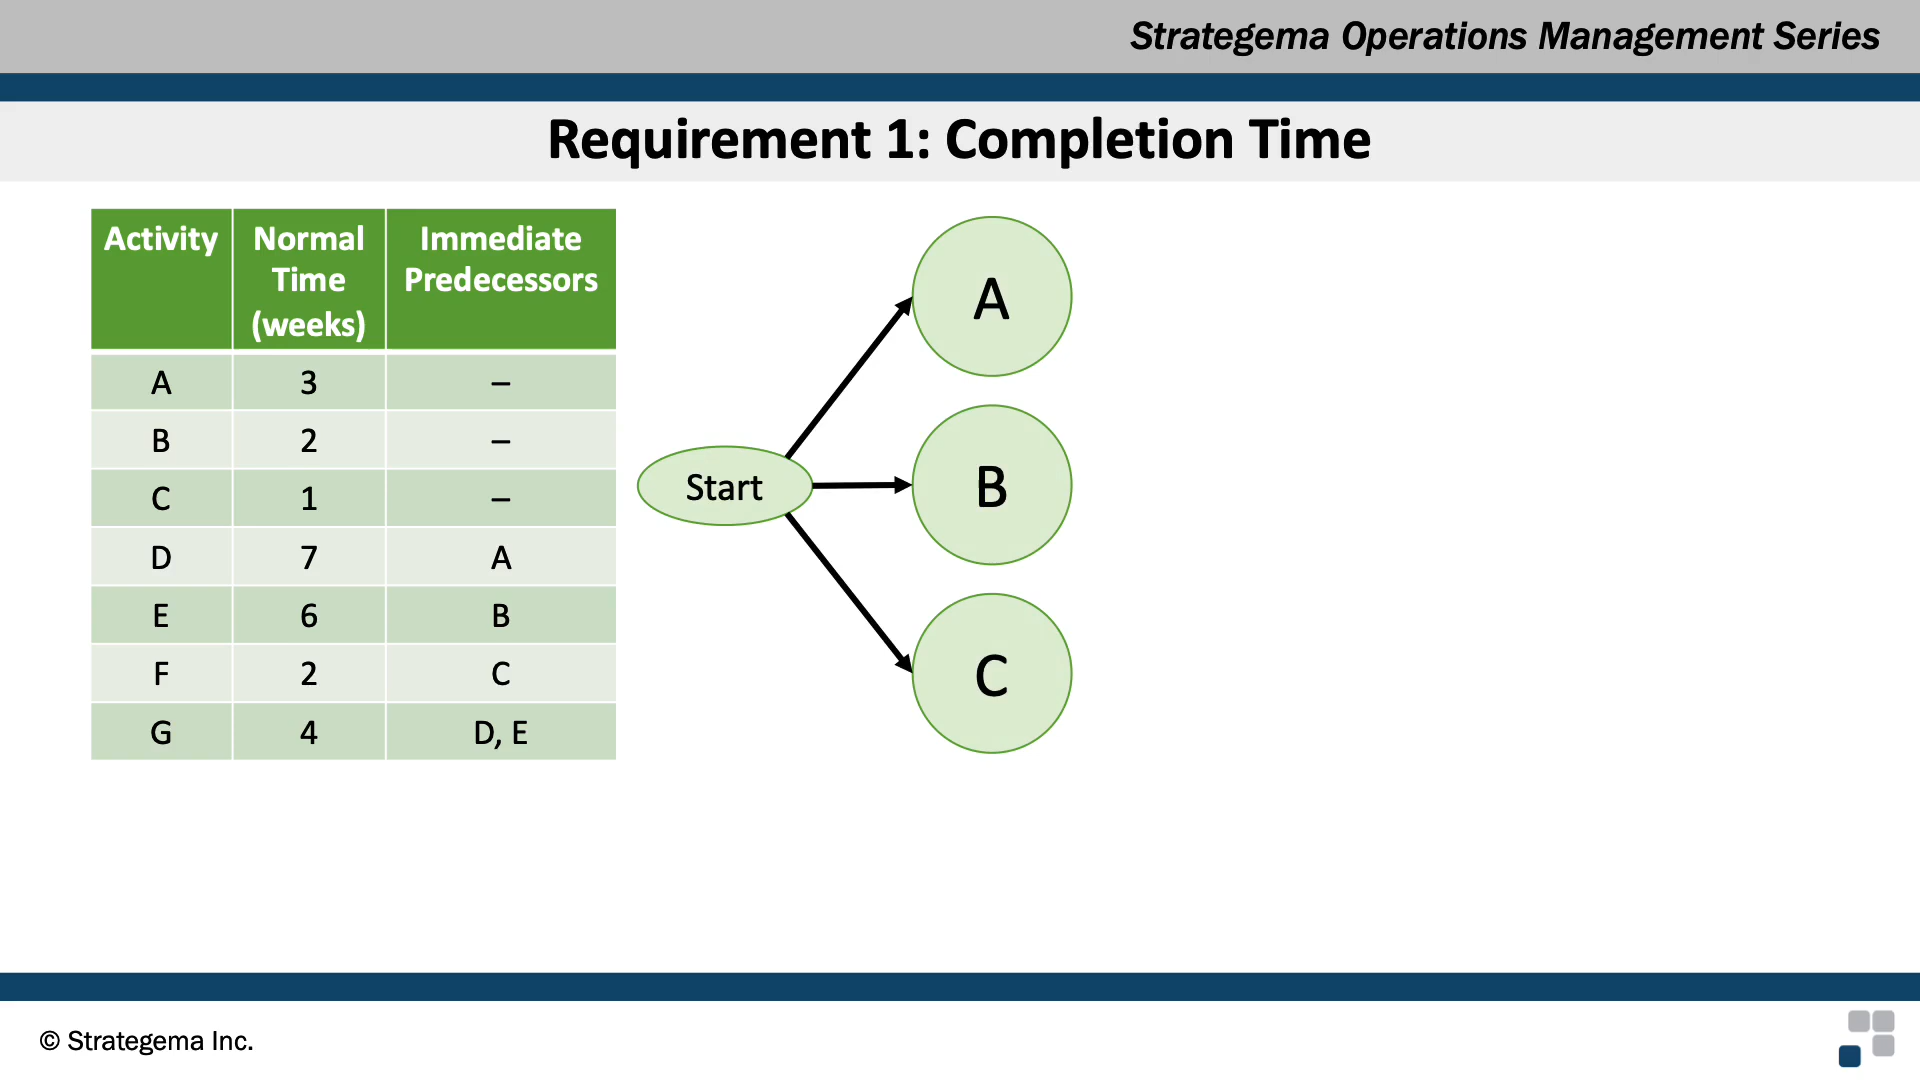 Strategema Operations Management Series
Requirement 1: Completion Time
Activity Normal Time (weeks) Immediate Predecessors
A 3 –
B 2 –
C 1 –
D 7 A
E 6 B
F 2 C
G 4 D, E
A
Start
B
C
© Strategema Inc.